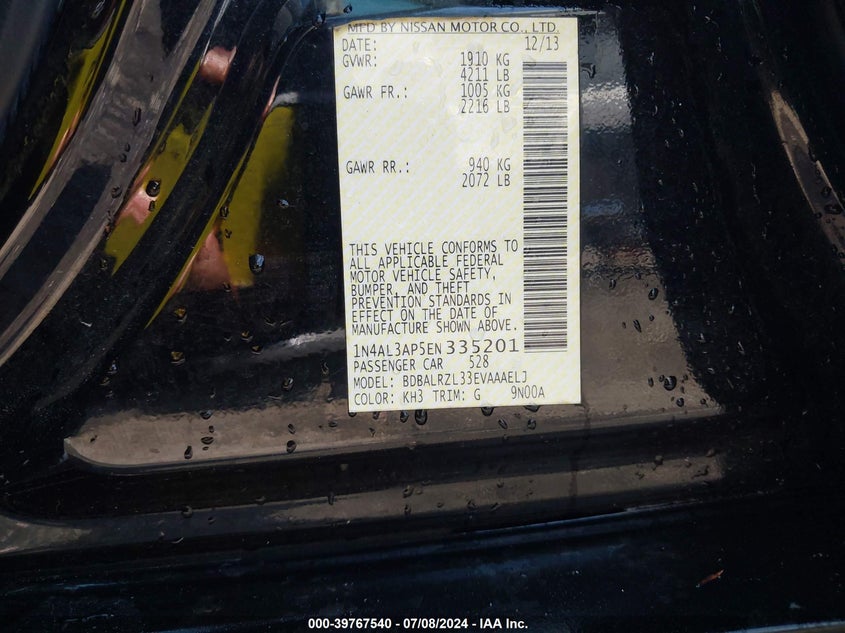 MFD BY NISSAN MOTOR CO., LTD
DATE: 12/13
GVWR: 1910 KG
4211 LB
GAWR FR.: 1005 KG
2216 LB
GAWR RR.: 940 KG
2072 LB
THIS VEHICLE CONFORMS TO
ALL APPLICABLE FEDERAL
MOTOR VEHICLE SAFETY,
BUMPER, AND THEFT
PREVENTION STANDARDS IN
EFFECT ON THE DATE OF
MANUFACTURE SHOWN ABOVE.
1N4AL3AP5EN335201
PASSENGER CAR 528
MODEL: BDBALRZL33EVAAAELJ
COLOR: KH3 TRIM: G 9N00A
000-39767540 - 07/08/2024 - IAA Inc.